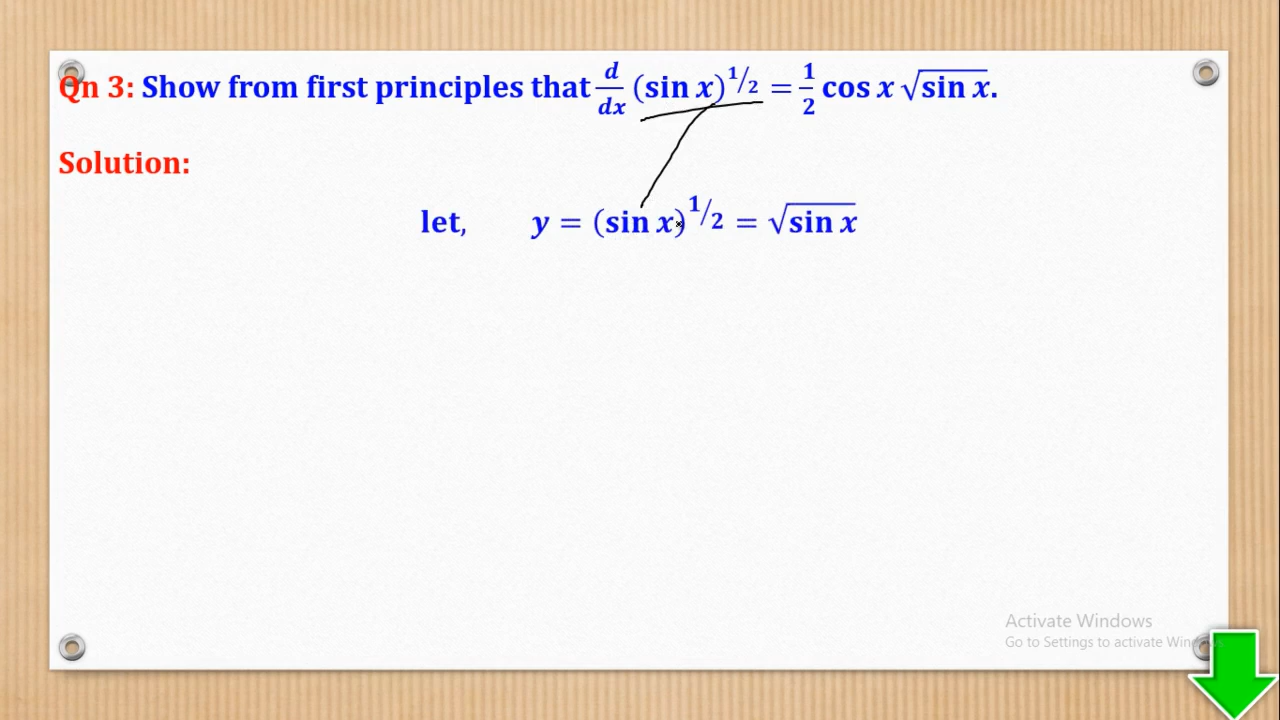 Qn 3: Show from first principles that d/dx (sin x)^1/2 = 1/2 cos x √sin x.
Solution:
let, y = (sin x)^1/2 = √sin x
Activate Windows
Go to Settings to activate Windows